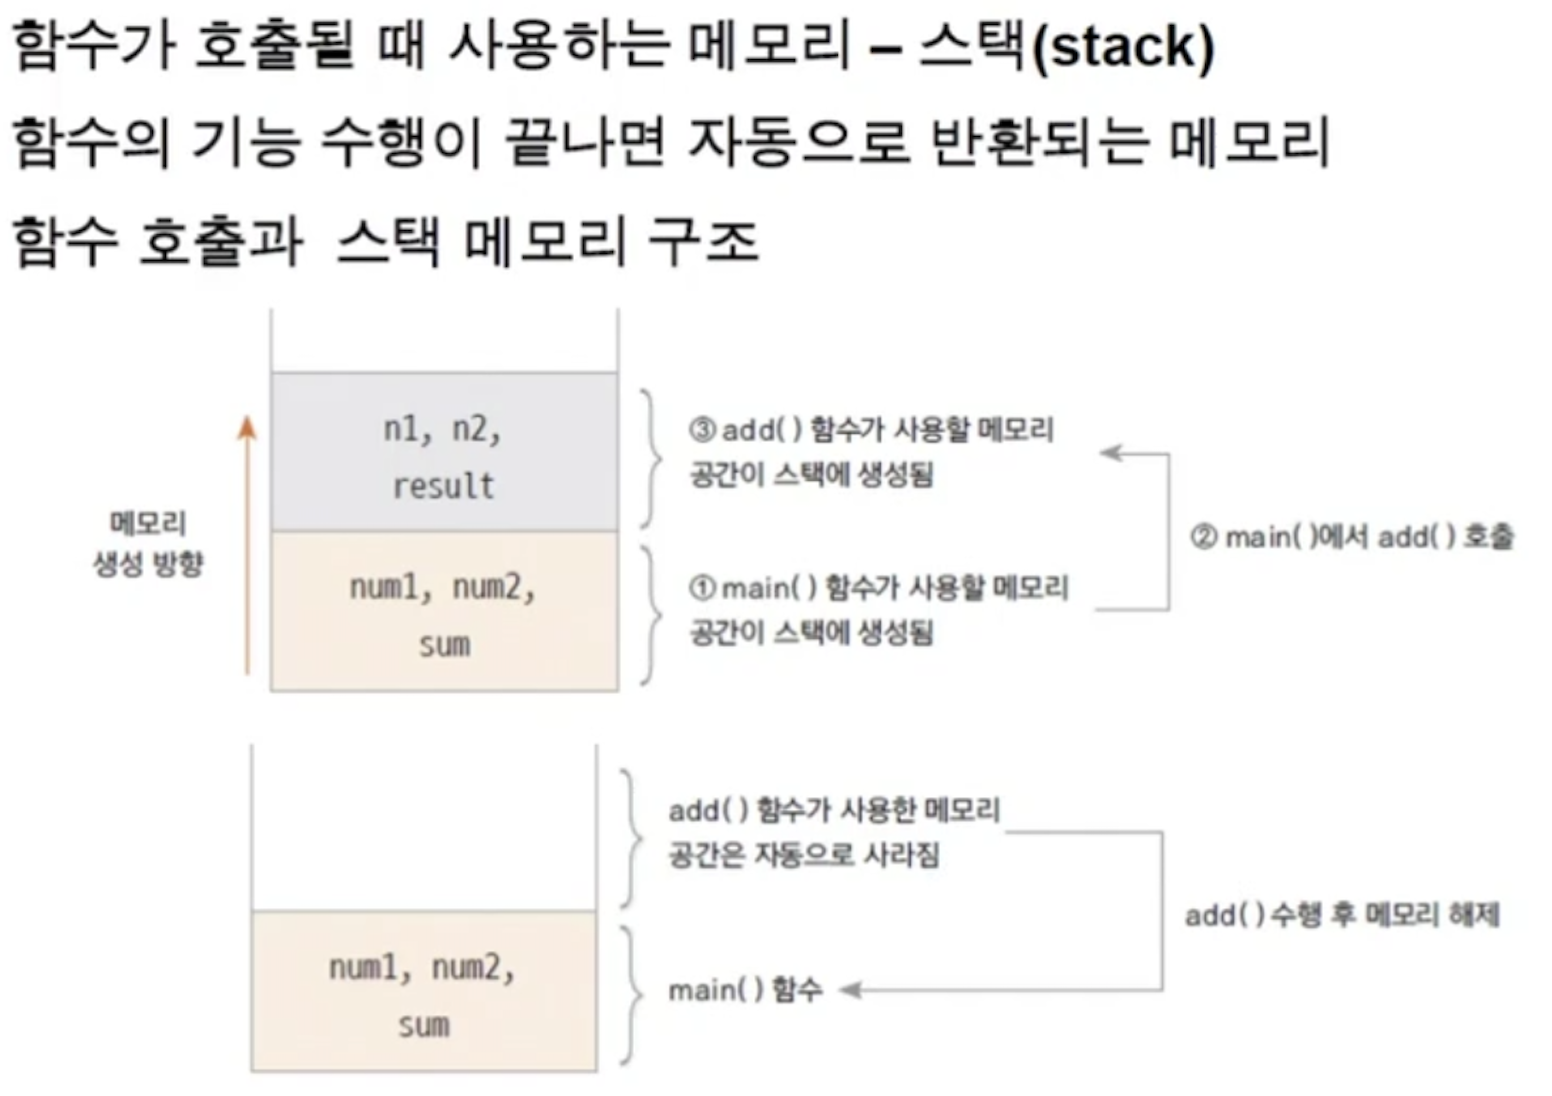 함수가 호출될 때 사용하는 메모리 – 스택(stack)
함수의 기능 수행이 끝나면 자동으로 반환되는 메모리
함수 호출과 스택 메모리 구조
n1, n2,
result
③ add( ) 함수가 사용할 메모리
공간이 스택에 생성됨
메모리
생성 방향
② main( )에서 add( ) 호출
num1, num2,
sum
① main( ) 함수가 사용할 메모리
공간이 스택에 생성됨
add( ) 함수가 사용한 메모리
공간은 자동으로 사라짐
add( ) 수행 후 메모리 해제
num1, num2,
sum
main( ) 함수